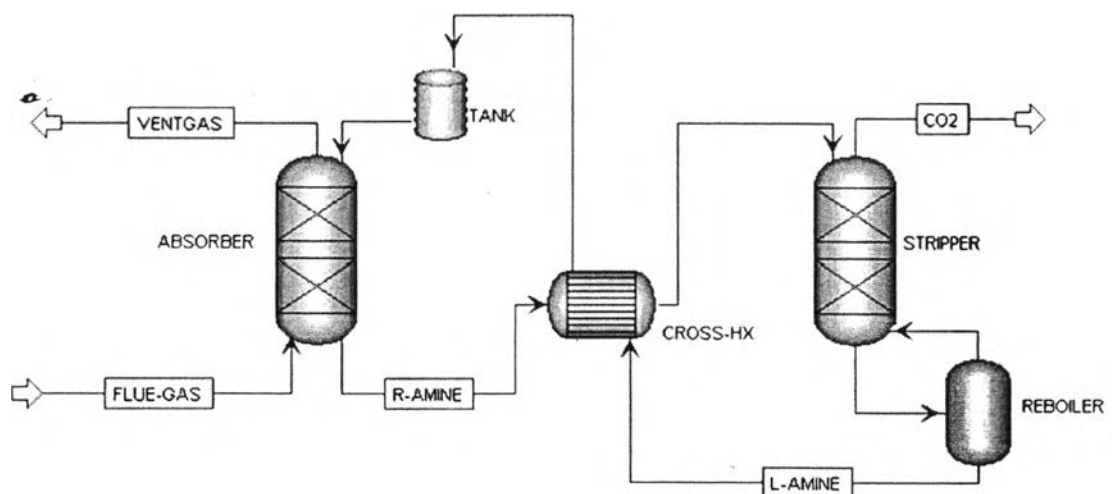 TANK
VENTGAS
CO2
ABSORBER
STRIPPER
CROSS-HX
FLUE-GAS
R-AMINE
REBOILER
L-AMINE